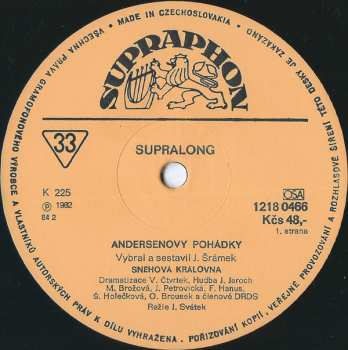 • MADE IN CZECHOSLOVAKIA • VŠECHNA PRÁVA GRAMOFONOVÉHO VÝROBCE A VLASTNÍKŮ AUTORSKÝCH PRÁV K DÍLU VYHRAŽENA. • POŘIZOVÁNÍ KOPIÍ, VEŘEJNÉ PROVOZOVÁNÍ A ROZHLASOVÉ ŠÍŘENÍ TÉTO DESKY JE ZAKÁZÁNO
SUPRAPHON
33
SUPRALONG
K 225
℗ 1982
84 2
OSA
1218 0466
Kčs 48,-
1. strana
ANDERSENOVY POHÁDKY
Vybral a sestavil J. Šrámek
SNĚHOVÁ KRÁLOVNA
Dramatizace V. Čtvrtek, Hudba J. Jaroch
M. Brožová, J. Petrovická, F. Hanus,
Š. Holečková, O. Brousek a členové DRDS
Režie J. Svátek